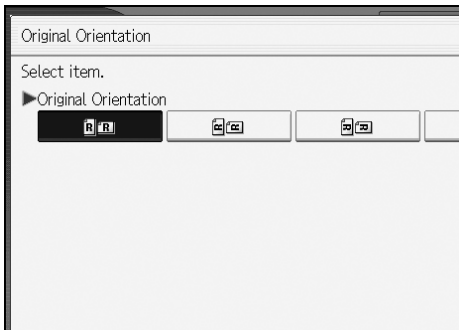 Original Orientation
Select item.
▶Original Orientation
R R R R R R